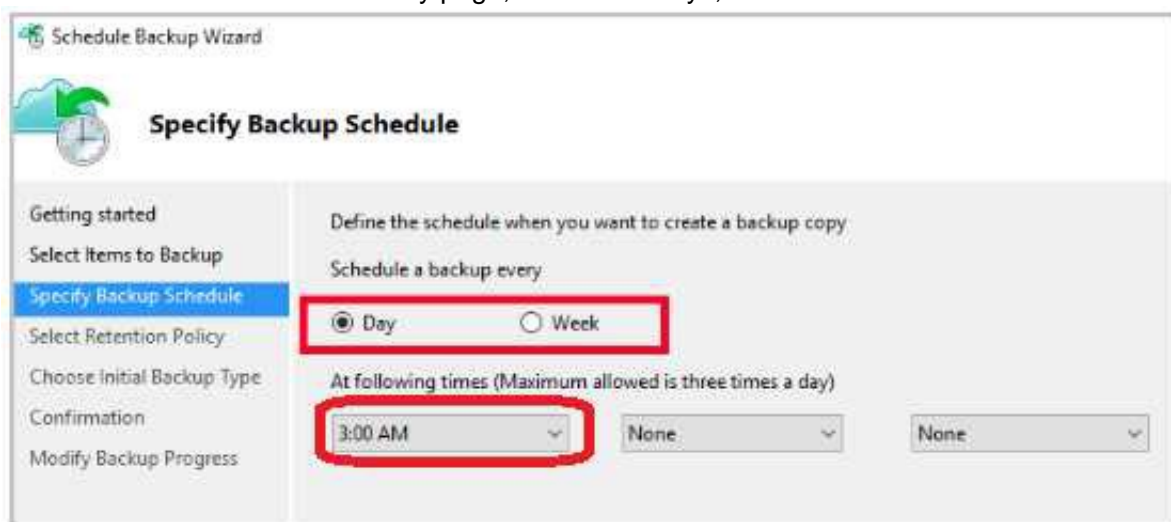 Schedule Backup Wizard
Specify Backup Schedule
Getting started
Select Items to Backup
Specify Backup Schedule
Select Retention Policy
Choose Initial Backup Type
Confirmation
Modify Backup Progress
Define the schedule when you want to create a backup copy
Schedule a backup every
Day Week
At following times (Maximum allowed is three times a day)
3:00 AM None None